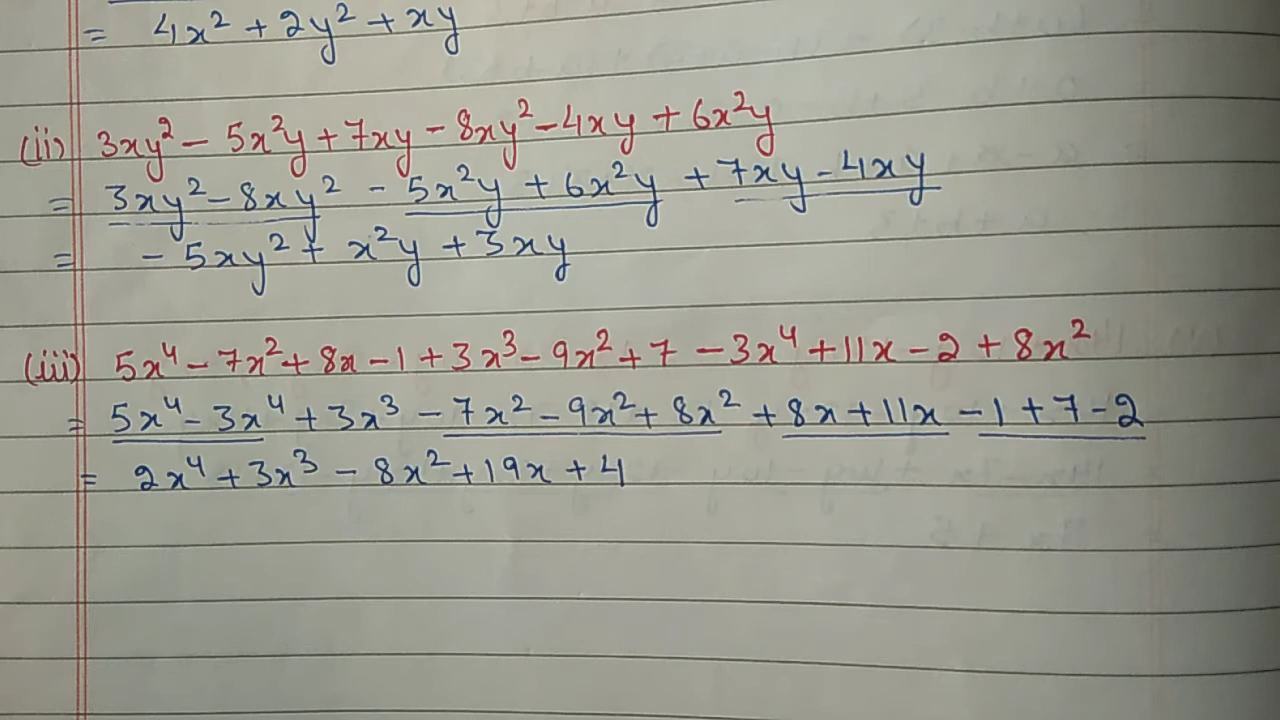 = 4x² + 2y² + xy
(ii) 3xy² - 5x²y + 7xy - 8xy² - 4xy + 6x²y
= 3xy² - 8xy² - 5x²y + 6x²y + 7xy - 4xy
= - 5xy² + x²y + 3xy
(iii) 5x⁴ - 7x² + 8x - 1 + 3x³ - 9x² + 7 - 3x⁴ + 11x - 2 + 8x²
= 5x⁴ - 3x⁴ + 3x³ - 7x² - 9x² + 8x² + 8x + 11x - 1 + 7 - 2
= 2x⁴ + 3x³ - 8x² + 19x + 4